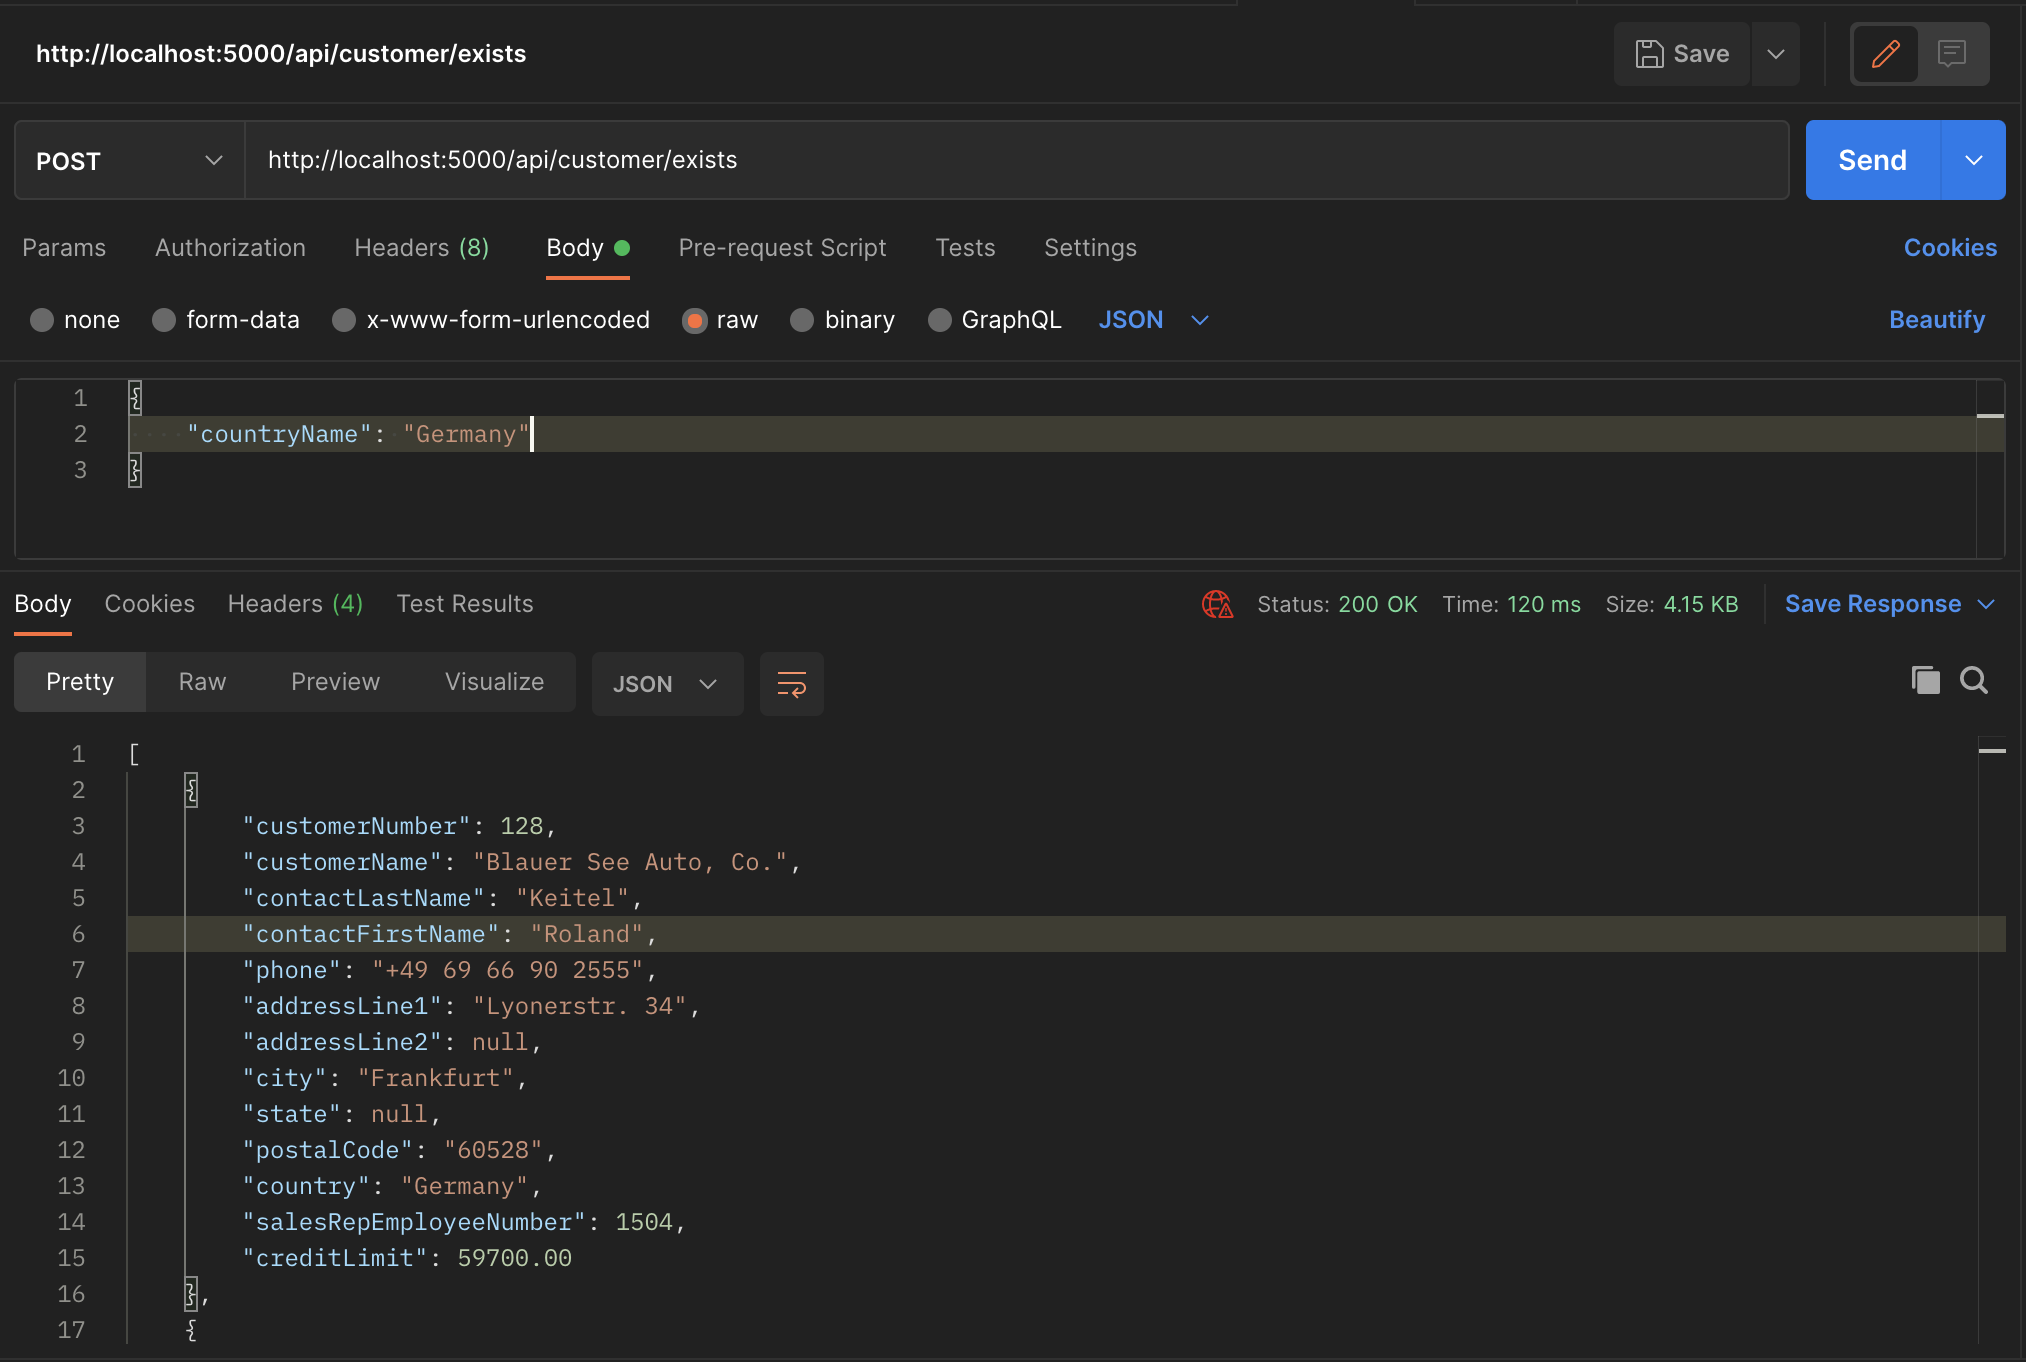 http://localhost:5000/api/customer/exists
Save
POST
http://localhost:5000/api/customer/exists
Send
Params Authorization Headers (8) Body Pre-request Script Tests Settings Cookies
none form-data x-www-form-urlencoded raw binary GraphQL JSON Beautify
1 {
2 "countryName": "Germany"
3 }
Body Cookies Headers (4) Test Results Status: 200 OK Time: 120 ms Size: 4.15 KB Save Response
Pretty Raw Preview Visualize JSON
1 [
2 {
3 "customerNumber": 128,
4 "customerName": "Blauer See Auto, Co.",
5 "contactLastName": "Keitel",
6 "contactFirstName": "Roland",
7 "phone": "+49 69 66 90 2555",
8 "addressLine1": "Lyonerstr. 34",
9 "addressLine2": null,
10 "city": "Frankfurt",
11 "state": null,
12 "postalCode": "60528",
13 "country": "Germany",
14 "salesRepEmployeeNumber": 1504,
15 "creditLimit": 59700.00
16 },
17 {